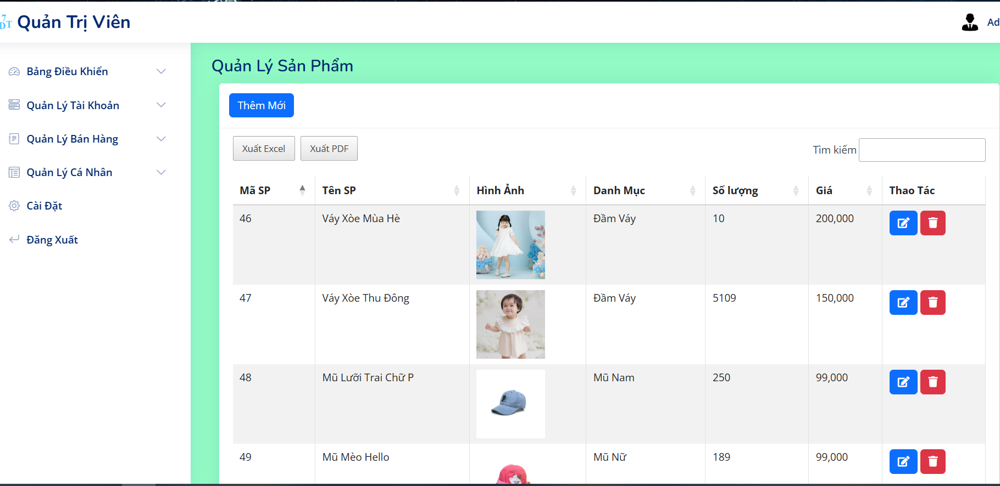 7
DT Quản Trị Viên
Ad
Bảng Điều Khiển
Quản Lý Tài Khoản
Quản Lý Bán Hàng
Quản Lý Cá Nhân
Cài Đặt
Đăng Xuất
Quản Lý Sản Phẩm
Thêm Mới
Xuất Excel Xuất PDF Tìm kiếm
Mã SP Tên SP Hình Ảnh Danh Mục Số lượng Giá Thao Tác
46 Váy Xòe Mùa Hè Đầm Váy 10 200,000
47 Váy Xòe Thu Đông Đầm Váy 5109 150,000
48 Mũ Lưỡi Trai Chữ P Mũ Nam 250 99,000
P
49 Mũ Mèo Hello Mũ Nữ 189 99,000